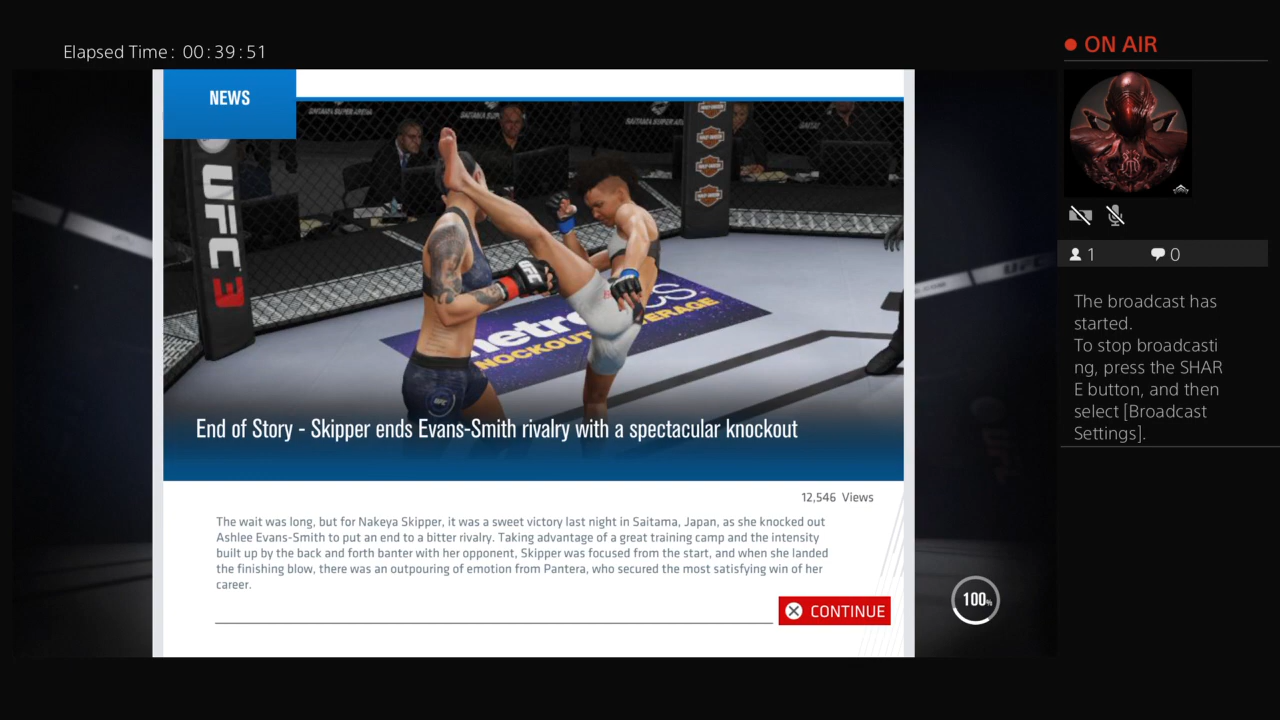 Elapsed Time: 00:39:51
ON AIR
NEWS
UFC 3
UFC
NOCKOUT
End of Story - Skipper ends Evans-Smith rivalry with a spectacular knockout
12,546 Views
The wait was long, but for Nakeya Skipper, it was a sweet victory last night in Saitama, Japan, as she knocked out
Ashlee Evans-Smith to put an end to a bitter rivalry. Taking advantage of a great training camp and the intensity
built up by the back and forth banter with her opponent, Skipper was focused from the start, and when she landed
the finishing blow, there was an outpouring of emotion from Pantera, who secured the most satisfying win of her
career.
CONTINUE
100%
1
0
The broadcast has
started.
To stop broadcasti
ng, press the SHAR
E button, and then
select [Broadcast
Settings].